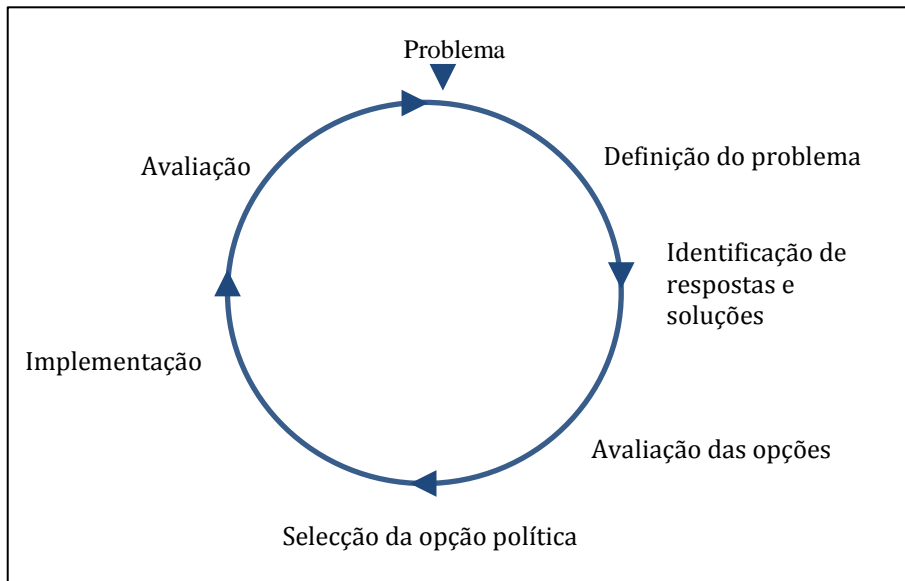 Problema
Definição do problema
Identificação de
respostas e
soluções
Avaliação das opções
Selecção da opção política
Implementação
Avaliação